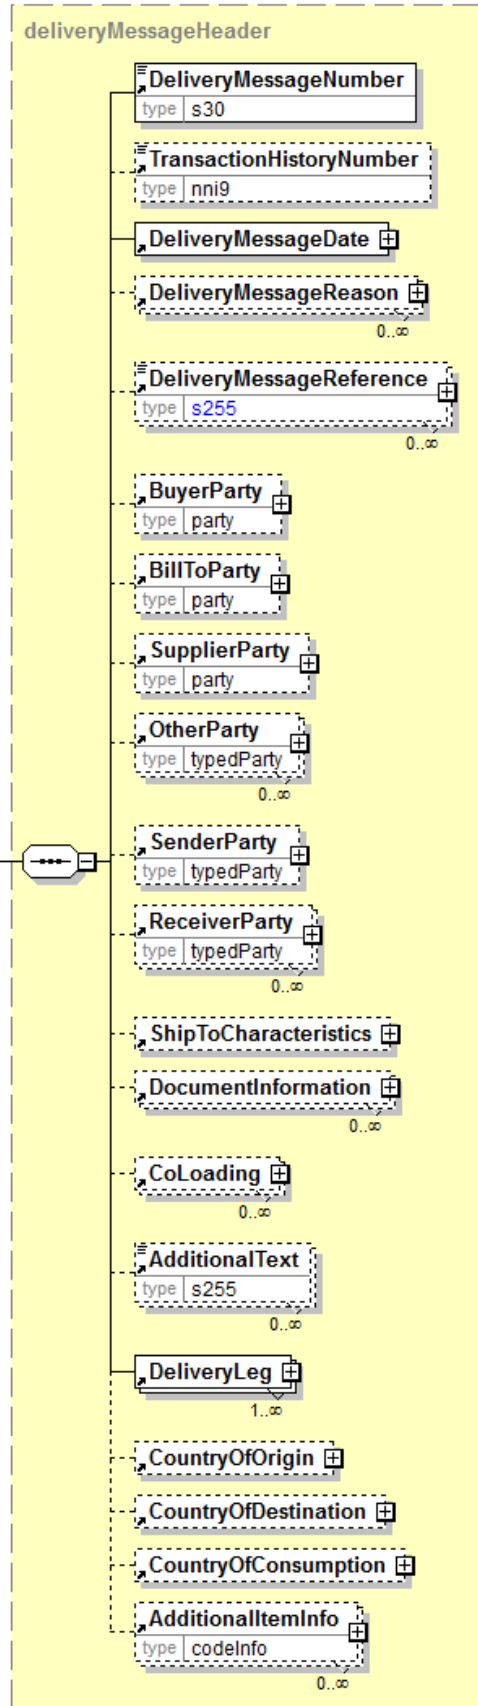 deliveryMessageHeader
DeliveryMessageNumber
type s30
TransactionHistoryNumber
type nni9
DeliveryMessageDate
DeliveryMessageReason
0..∞
DeliveryMessageReference
type s255
0..∞
BuyerParty
type party
BillToParty
type party
SupplierParty
type party
OtherParty
type typedParty
0..∞
SenderParty
type typedParty
ReceiverParty
type typedParty
0..∞
ShipToCharacteristics
DocumentInformation
0..∞
CoLoading
0..∞
AdditionalText
type s255
0..∞
DeliveryLeg
1..∞
CountryOfOrigin
CountryOfDestination
CountryOfConsumption
AdditionalItemInfo
type codeInfo
0..∞